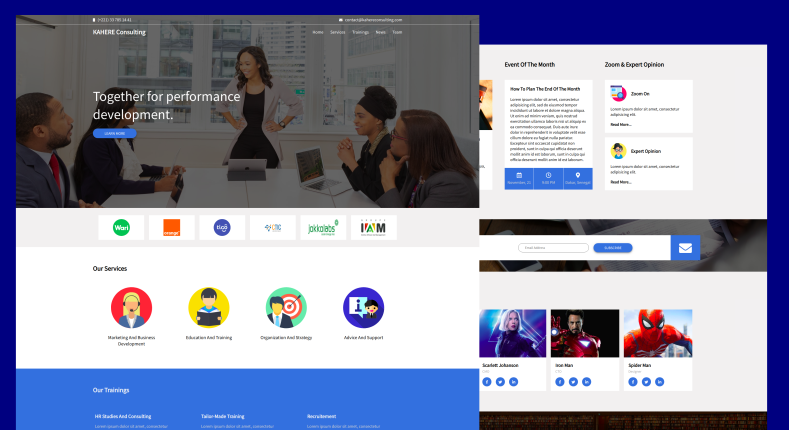 contact@kahereconsulting.com
KAHERE Consulting
Home Services Trainings News Team
Together for performance
development.
LEARN MORE
Wari
orange
tigo
CTIC
jokkolabs
Our Services
Marketing And Business
Development
Education And Training
Organization And Strategy
Advice And Support
Our Trainings
HR Studies And Consulting
Lorem ipsum dolor sit amet, consectetur
Tailor-Made Training
Lorem ipsum dolor sit amet, consectetur
Recruitement
Lorem ipsum dolor sit amet, consectetur
Event Of The Month
How To Plan The End Of The Month
Lorem ipsum dolor sit amet, consectetur
adipisicing elit, sed do eiusmod tempor
incididunt ut labore et dolore magna aliqua.
Ut enim ad minim veniam, quis nostrud
exercitation ullamco laboris nisi ut aliquip ex
ea commodo consequat. Duis aute irure
dolor in reprehenderit in voluptate velit esse
cillum dolore eu fugiat nulla pariatur.
Excepteur sint occaecat cupidatat non
proident, sunt in culpa qui officia deserunt
mollit anim id est laborum, sunt in culpa qui
officia deserunt mollit anim id est laborum.
November, 23
9:00 PM
Dakar, Senegal
Zoom & Expert Opinion
Zoom On
Lorem ipsum dolor sit amet, consectetur
adipisicing elit.
Read More...
Expert Opinion
Lorem ipsum dolor sit amet, consectetur
adipisicing elit.
Read More...
Email Address
SUBSCRIBE
Scarlett Johanson
Iron Man
Spider Man